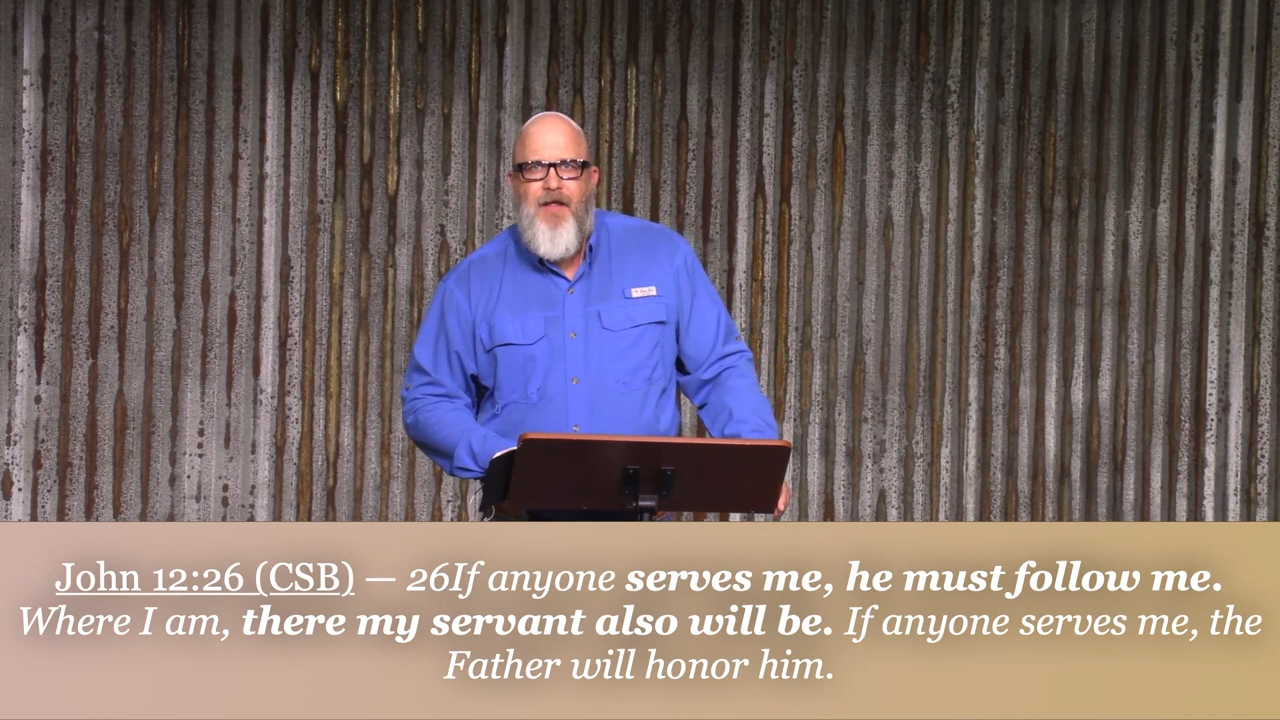 John 12:26 (CSB) — 26If anyone serves me, he must follow me.
Where I am, there my servant also will be. If anyone serves me, the
Father will honor him.